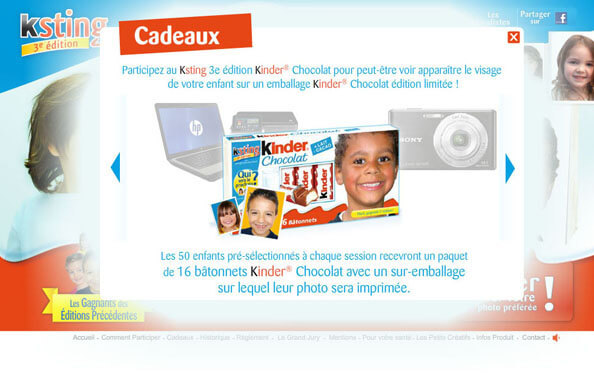 Ksting
3e édition
Cadeaux
Les
Partager
sur
f
Participez au Ksting 3e édition Kinder® Chocolat pour peut-être voir apparaître le visage
de votre enfant sur un emballage Kinder® Chocolat édition limitée !
hp
SONY
Ksting
Kinder
Chocolat
+ LAIT
- CACAO
16 Bâtonnets
Les 50 enfants pré-sélectionnés à chaque session recevront un paquet
de 16 bâtonnets Kinder® Chocolat avec un sur-emballage
sur lequel leur photo sera imprimée.
Les Gagnants des
Éditions Précédentes
photo préférée !
Accueil - Comment Participer - Cadeaux - Historique - Règlement - Le Grand Jury - Mentions - Pour votre santé - Les Petits Créatifs - Infos Produit - Contact -